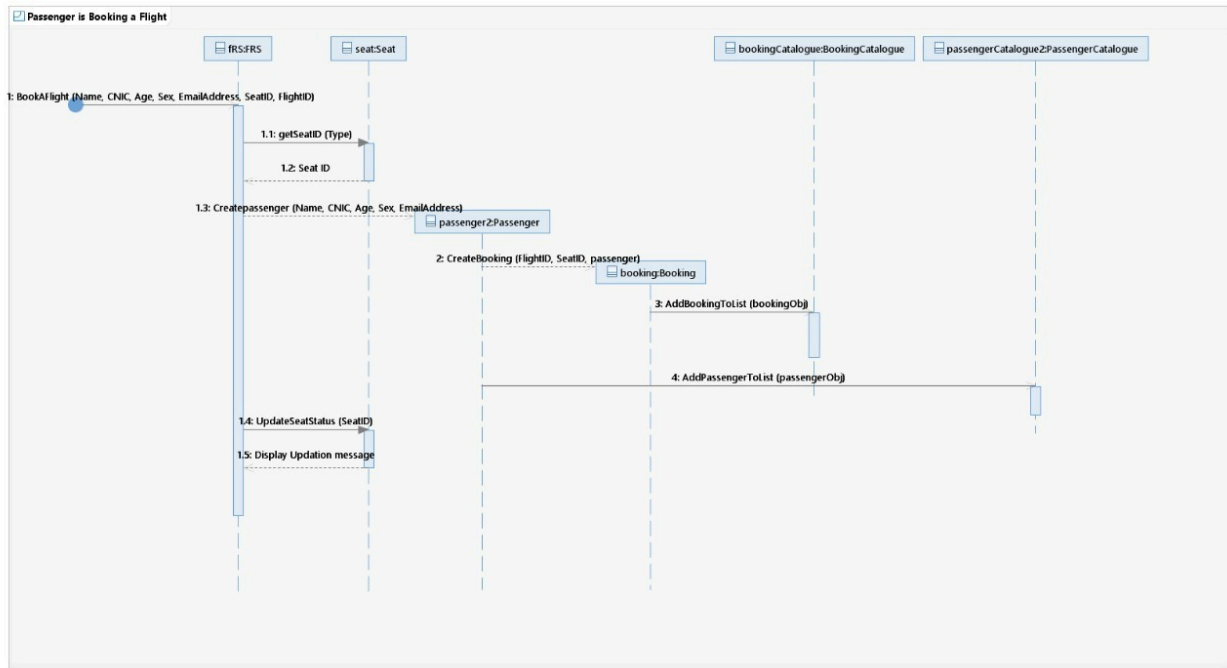 Passenger is Booking a Flight
fRS:FRS
seat:Seat
bookingCatalogue:BookingCatalogue
passengerCatalogue2:PassengerCatalogue
1: BookAFlight (Name, CNIC, Age, Sex, EmailAddress, SeatID, FlightID)
1.1: getSeatID (Type)
1.2: Seat ID
1.3: Createpassenger (Name, CNIC, Age, Sex, EmailAddress)
passenger2:Passenger
2: CreateBooking (FlightID, SeatID, passenger)
booking:Booking
3: AddBookingToList (bookingObj)
4: AddPassengerToList (passengerObj)
1.4: UpdateSeatStatus (SeatID)
1.5: Display Updation message